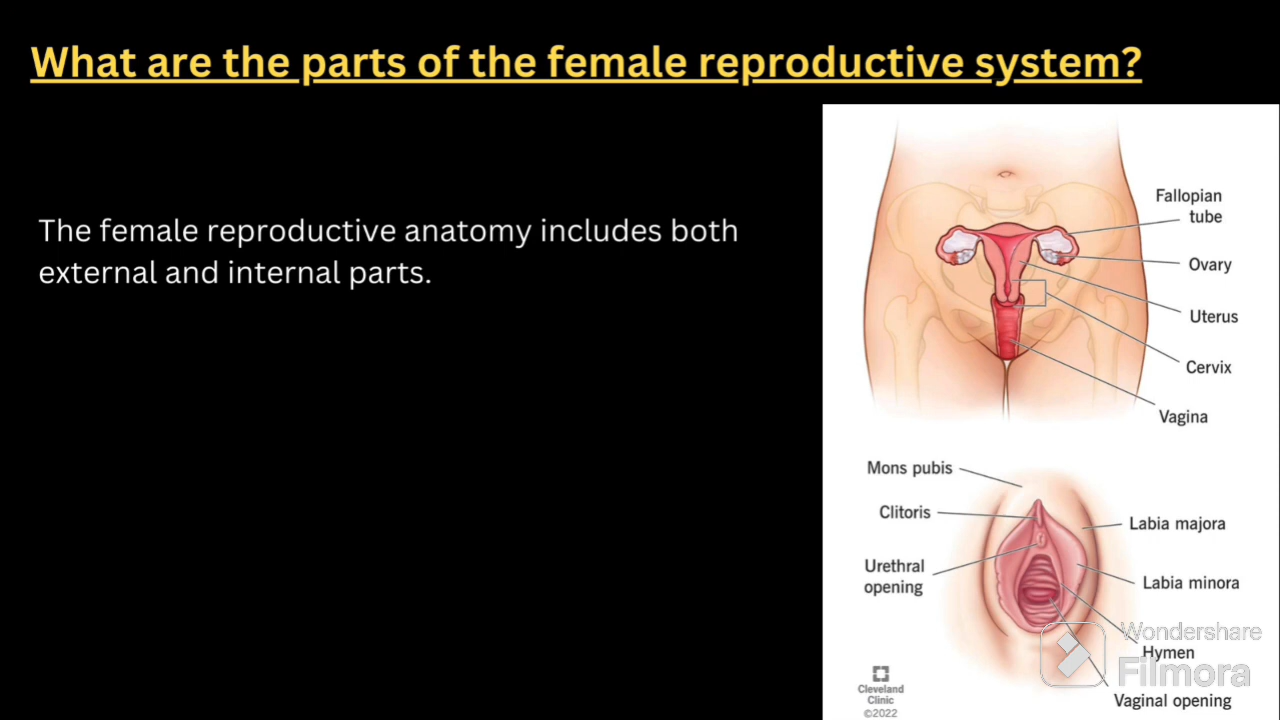 What are the parts of the female reproductive system?
The female reproductive anatomy includes both
external and internal parts.
Fallopian
tube
Ovary
Uterus
Cervix
Vagina
Mons pubis
Clitoris
Labia majora
Urethral
opening
Labia minora
Wondershare
Hymen
Filmora
Vaginal opening
Cleveland
Clinic
©2022